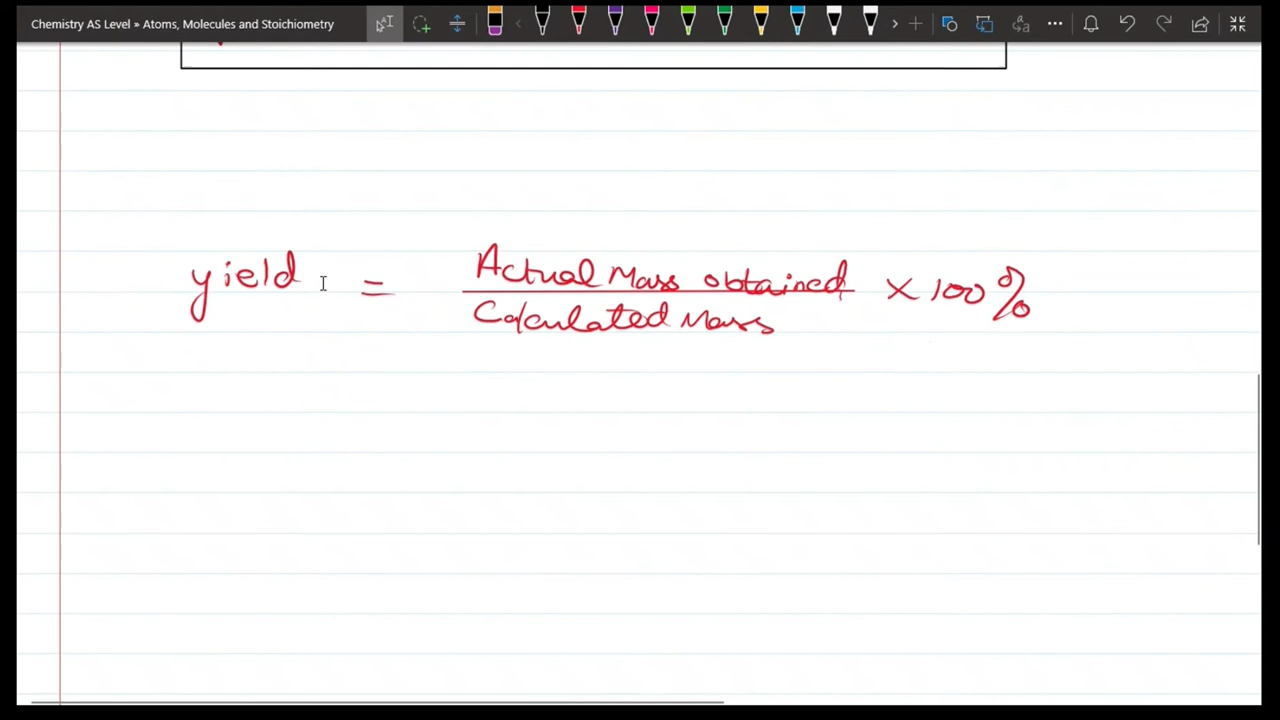 Chemistry AS Level » Atoms, Molecules and Stoichiometry
yield = Actual Mass obtained × 100%
Calculated Mass